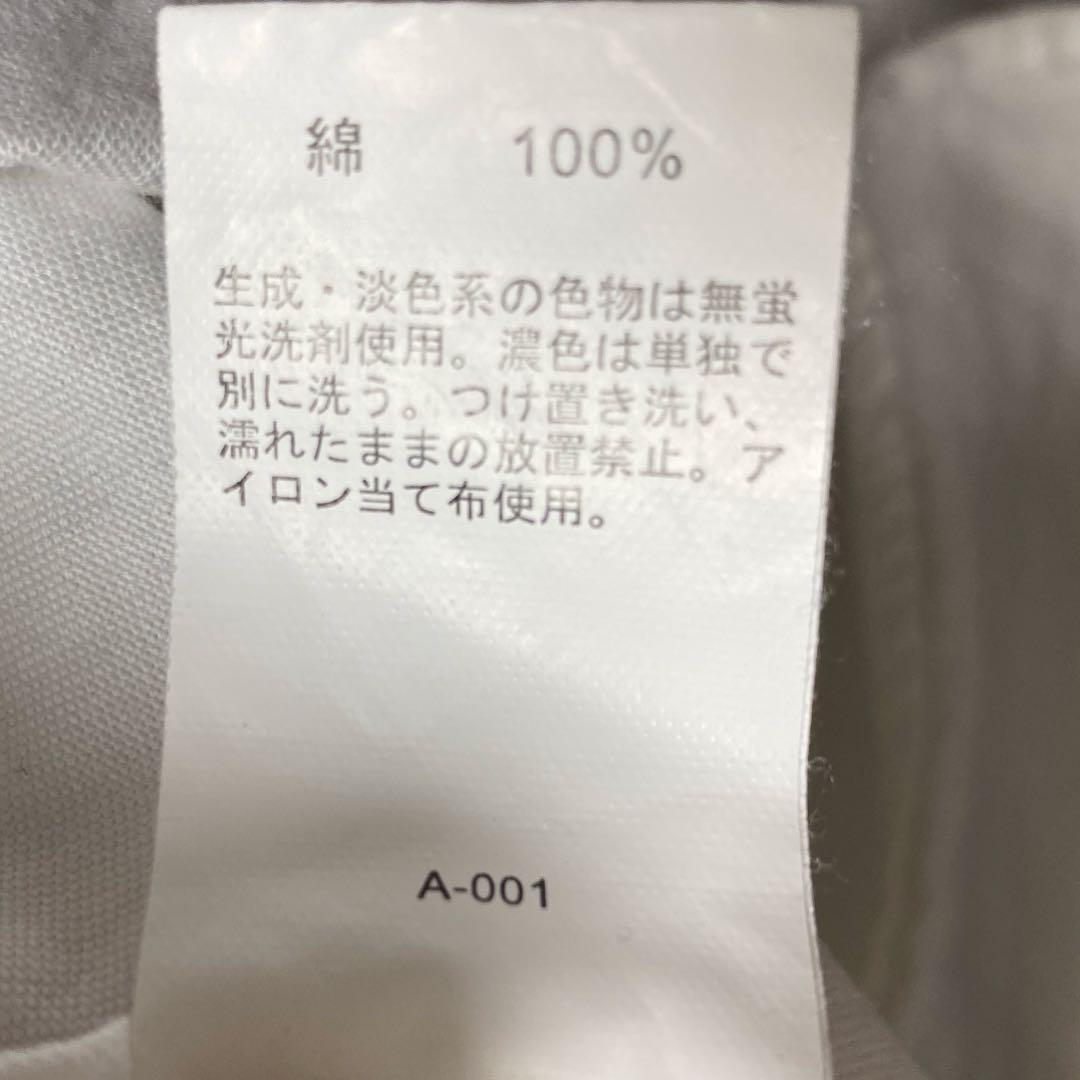 綿 100%
生成・淡色系の色物は無蛍
光洗剤使用。濃色は単独で
別に洗う。つけ置き洗い、
濡れたままの放置禁止。ア
イロン当て布使用。
A-001